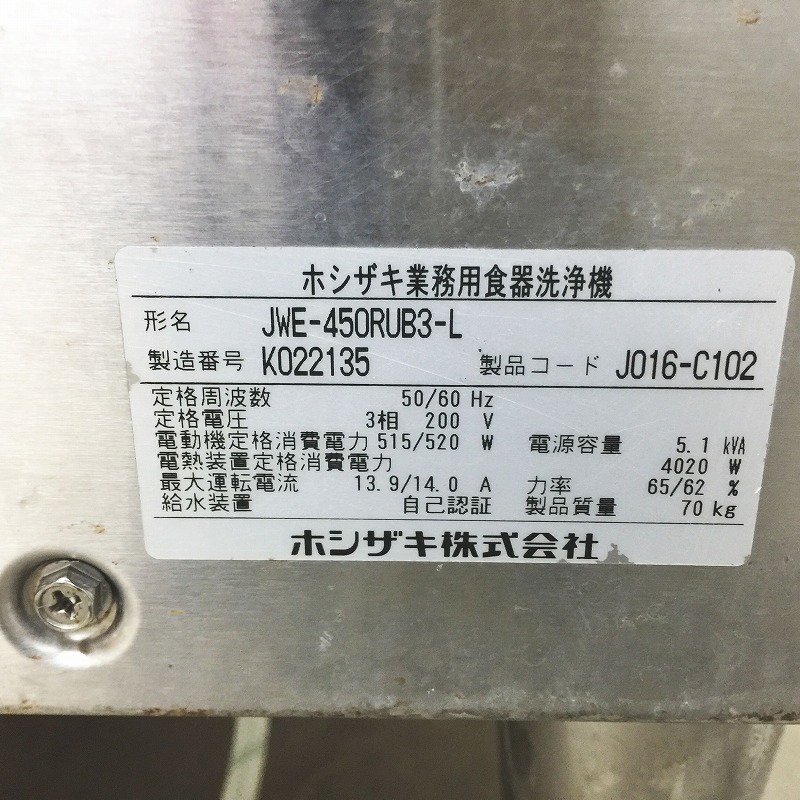 ホシザキ業務用食器洗浄機
形名 JWE-450RUB3-L
製造番号 K022135 製品コード J016-C102
定格周波数 50/60 Hz
定格電圧 3相 200 V
電動機定格消費電力 515/520 W 電源容量 5.1 kVA
電熱装置定格消費電力 4020 W
最大運転電流 13.9/14.0 A 力率 65/62 %
給水装置 自己認証 製品質量 70 kg
ホシザキ株式会社